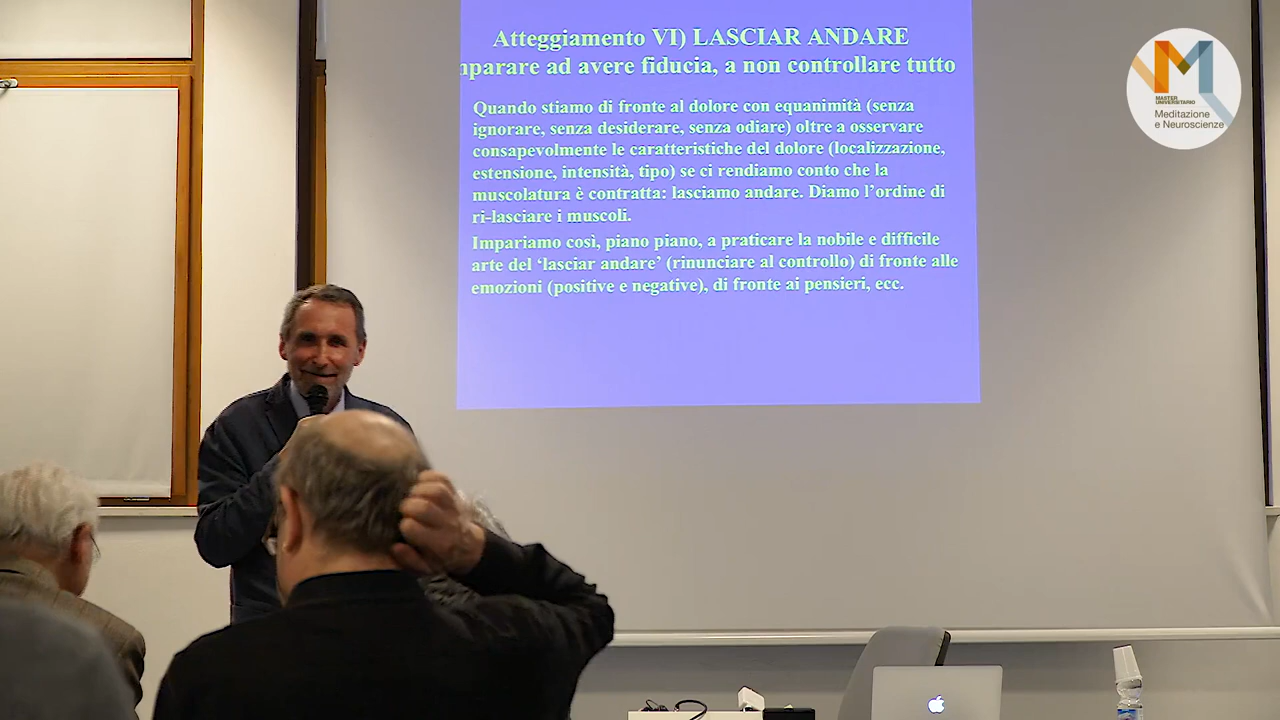 Atteggiamento VI) LASCIAR ANDARE
parare ad avere fiducia, a non controllare tutto
Quando stiamo di fronte al dolore con equanimità (senza
ignorare, senza desiderare, senza odiare) oltre a osservare
consapevolmente le caratteristiche del dolore (localizzazione,
estensione, intensità, tipo) se ci rendiamo conto che la
muscolatura è contratta: lasciamo andare. Diamo l'ordine di
ri-lasciare i muscoli.
Impariamo così, piano piano, a praticare la nobile e difficile
arte del 'lasciar andare' (rinunciare al controllo) di fronte alle
emozioni (positive e negative), di fronte ai pensieri, ecc.
M
MASTER
UNIVERSITARIO
Meditazione
e Neuroscienze